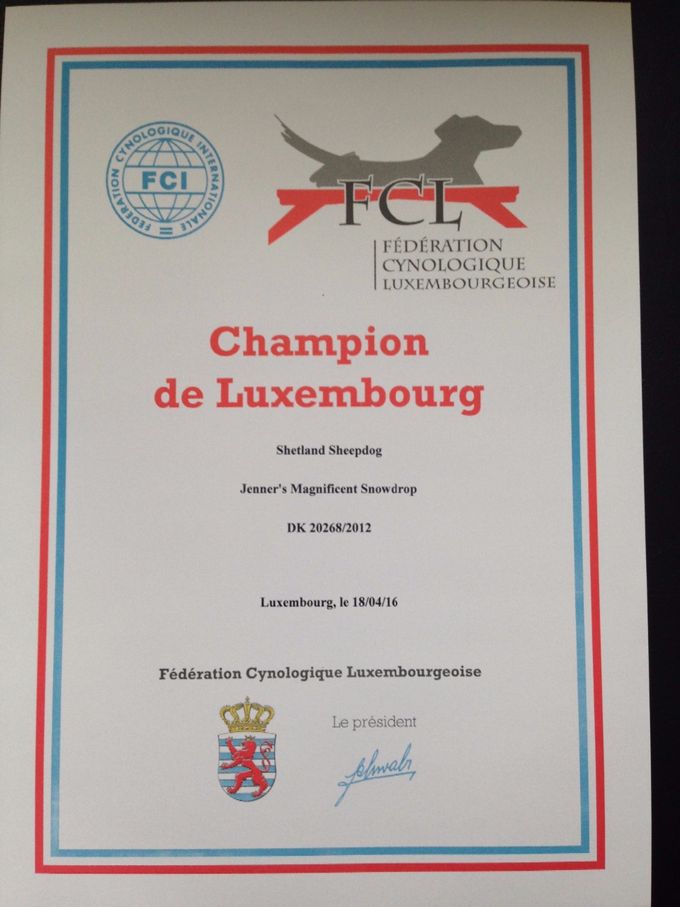 FEDERATION CYNOLOGIQUE INTERNATIONALE
FCI
FCL
FÉDÉRATION
CYNOLOGIQUE
LUXEMBOURGEOISE
Champion
de Luxembourg
Shetland Sheepdog
Jenner's Magnificent Snowdrop
DK 20268/2012
Luxembourg, le 18/04/16
Fédération Cynologique Luxembourgeoise
Le président